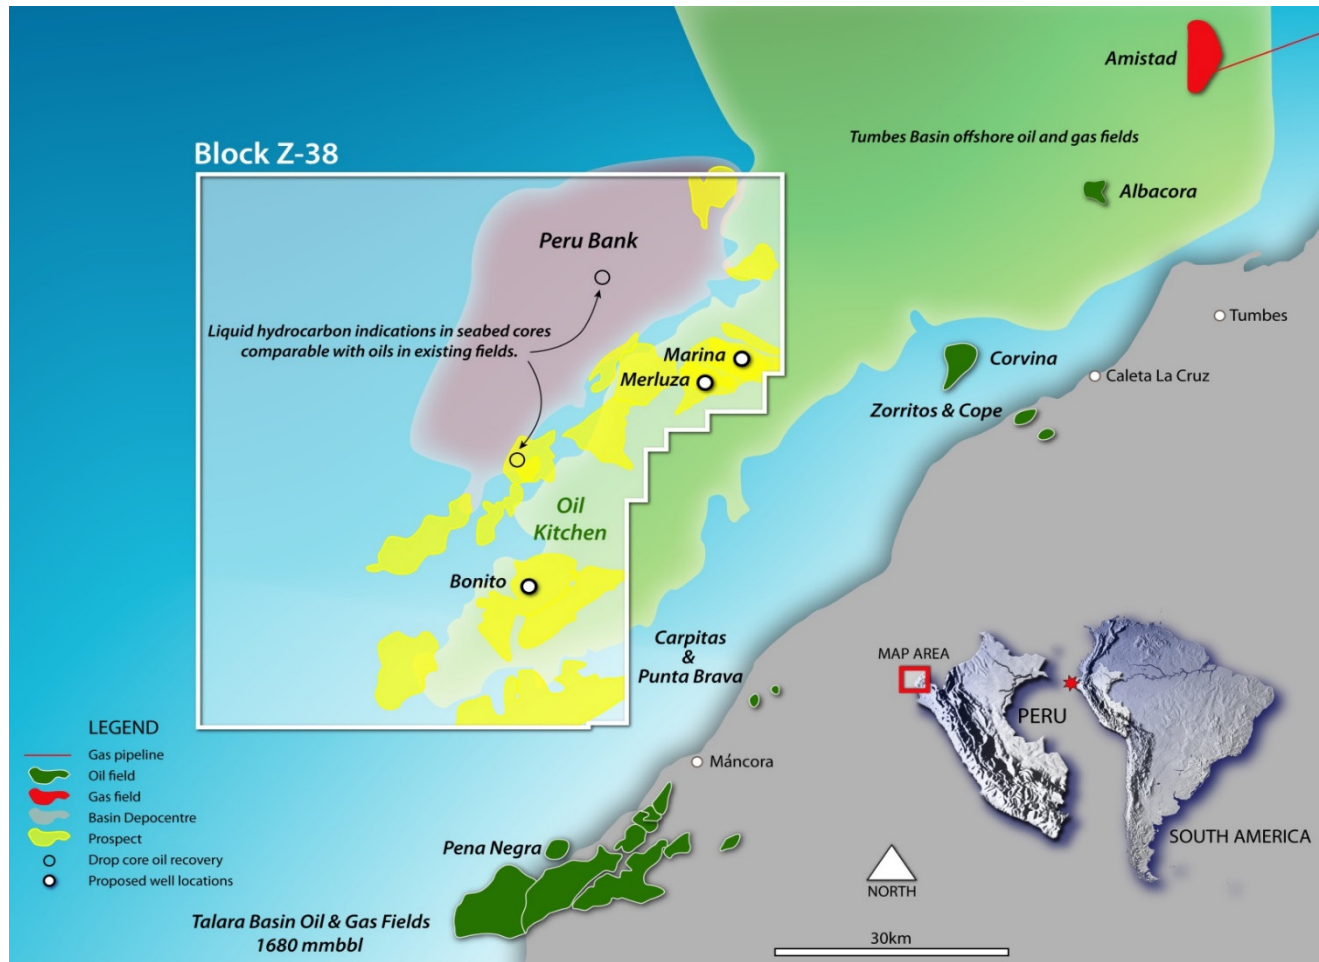 Amistad
Tumbes Basin offshore oil and gas fields
Block Z-38
Albacora
Peru Bank
Tumbes
Liquid hydrocarbon indications in seabed cores
comparable with oils in existing fields.
Marina
Merluza
Corvina
Caleta La Cruz
Zorritos & Cope
Oil
Kitchen
Bonito
Carpitas
&
Punta Brava
MAP AREA
PERU
SOUTH AMERICA
LEGEND
Gas pipeline
Oil field
Gas field
Basin Depocentre
Prospect
Drop core oil recovery
Proposed well locations
Máncora
Pena Negra
NORTH
Talara Basin Oil & Gas Fields
1680 mmbbl
30km